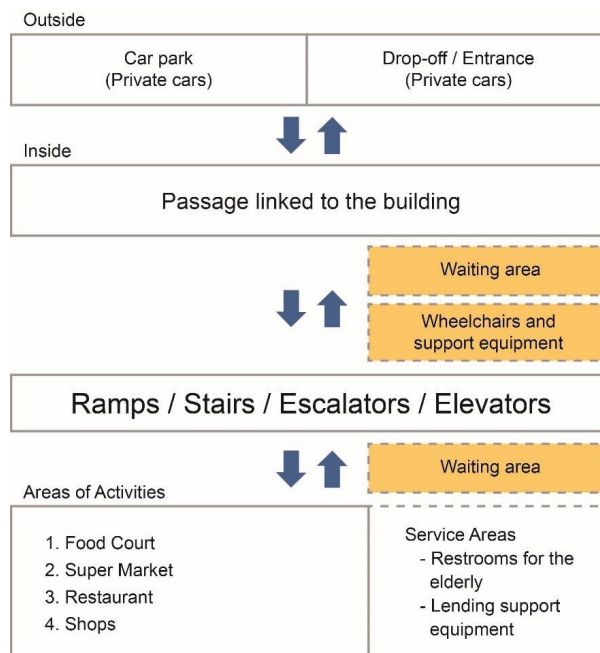 Outside
Car park
(Private cars)
Drop-off / Entrance
(Private cars)
Inside
Passage linked to the building
Waiting area
Wheelchairs and
support equipment
Ramps / Stairs / Escalators / Elevators
Waiting area
Areas of Activities
1. Food Court
2. Super Market
3. Restaurant
4. Shops
Service Areas
- Restrooms for the
elderly
- Lending support
equipment